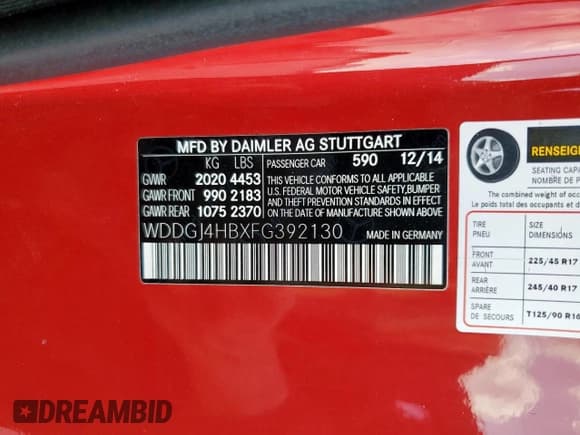 MFD BY DAIMLER AG STUTTGART
KG LBS PASSENGER CAR 590 12/14
GVWR 2020 4453
GAWR FRONT 990 2183
GAWR REAR 1075 2370
THIS VEHICLE CONFORMS TO ALL APPLICABLE
U.S. FEDERAL MOTOR VEHICLE SAFETY, BUMPER
AND THEFT PREVENTION STANDARDS IN EFFECT
ON THE DATE OF MANUFACTURE SHOWN ABOVE.
WDDGJ4HBXFG392130 MADE IN GERMANY
RENSEIGNE
SEATING CAPA
NOMBRE DE P
The combined weight of oc
Le poids total des occ
TIRE SIZE
PNEU DIMENSIONS
FRONT
AVANT 225/45 R17
REAR
ARRIÈRE 245/40 R17
SPARE
DE SECOURS T125/90 R16
DREAMBID